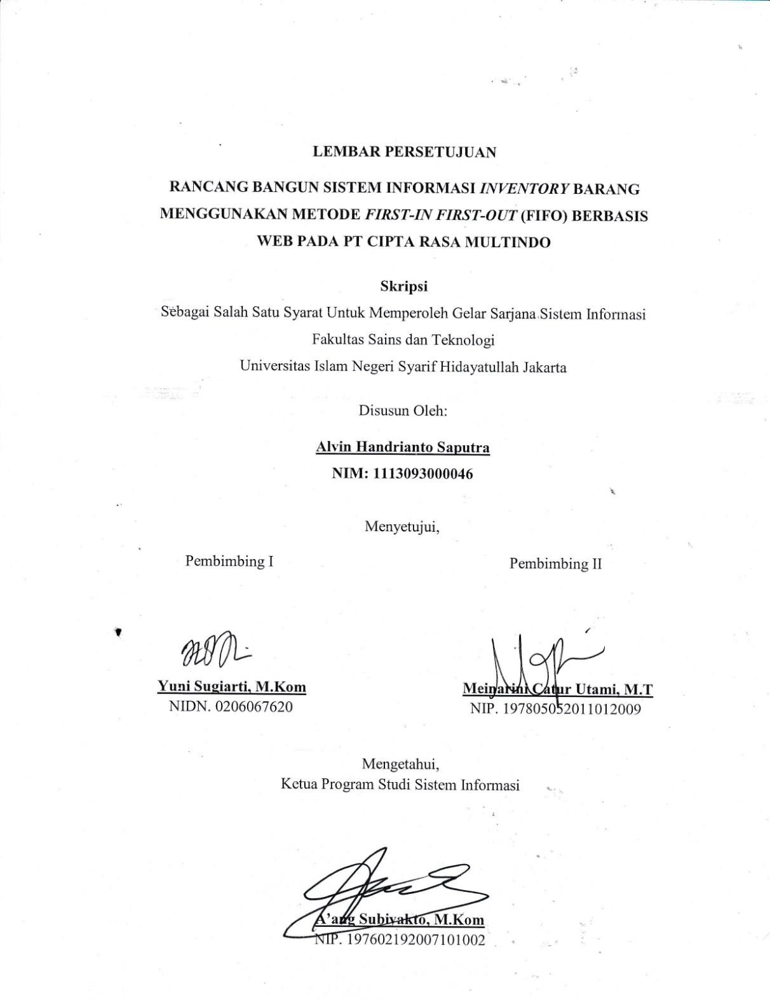 LEMBAR PERSETUJUAN
RANCANG BANGUN SISTEM INFORMASI INVENTORY BARANG
MENGGUNAKAN METODE FIRST-IN FIRST-OUT (FIFO) BERBASIS
WEB PADA PT CIPTA RASA MULTINDO
Skripsi
Sebagai Salah Satu Syarat Untuk Memperoleh Gelar Sarjana Sistem Informasi
Fakultas Sains dan Teknologi
Universitas Islam Negeri Syarif Hidayatullah Jakarta
Disusun Oleh:
Alvin Handrianto Saputra
NIM: 1113093000046
Menyetujui,
Pembimbing I
Pembimbing II
Yuni Sugiarti, M.Kom
NIDN. 0206067620
Meinarini Catur Utami, M.T
NIP. 197805052011012009
Mengetahui,
Ketua Program Studi Sistem Informasi
A'ang Subiyakto, M.Kom
NIP. 197602192007101002